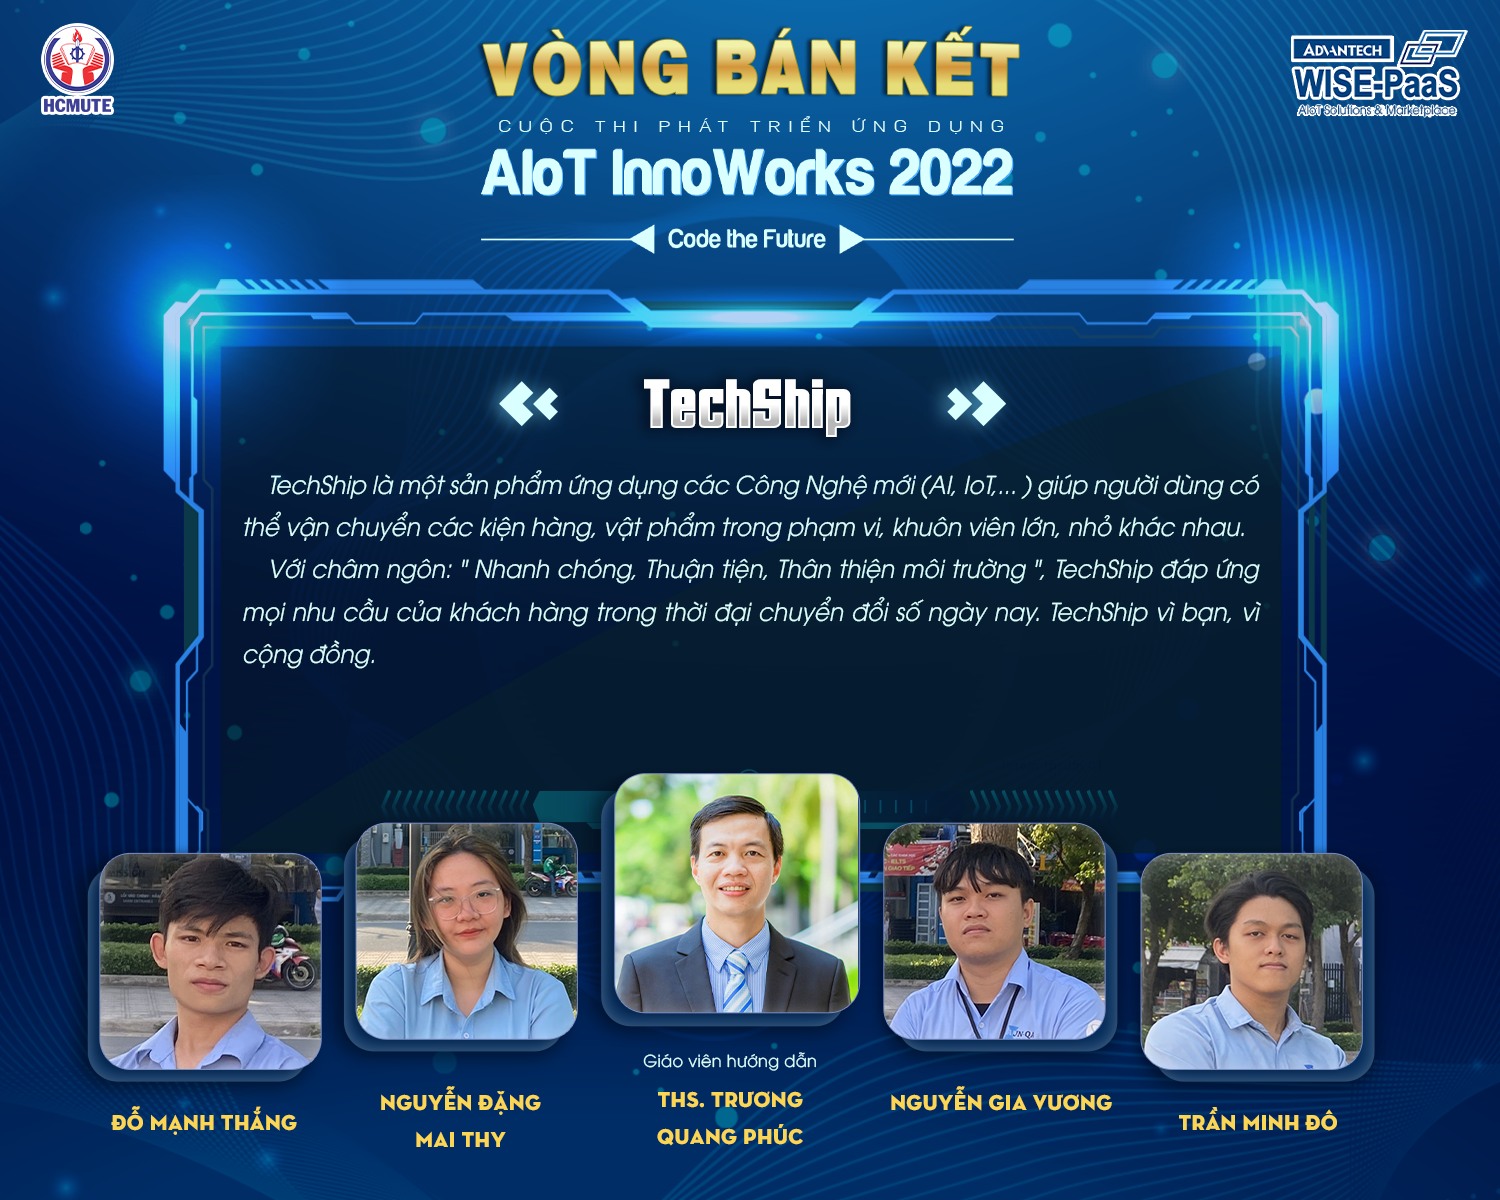 HCMUTE
VÒNG BÁN KẾT
CUỘC THI PHÁT TRIỂN ỨNG DỤNG
AIoT InnoWorks 2022
Code the Future
ADVANTECH
WISE-PaaS
AIoT Solutions & Marketplace
TechShip
TechShip là một sản phẩm ứng dụng các Công Nghệ mới (AI, IoT,... ) giúp người dùng có
thể vận chuyển các kiện hàng, vật phẩm trong phạm vi, khuôn viên lớn, nhỏ khác nhau.
Với châm ngôn: " Nhanh chóng, Thuận tiện, Thân thiện môi trường ", TechShip đáp ứng
mọi nhu cầu của khách hàng trong thời đại chuyển đổi số ngày nay. TechShip vì bạn, vì
cộng đồng.
ĐỖ MẠNH THẮNG
NGUYỄN ĐẶNG
MAI THY
Giáo viên hướng dẫn
THS. TRƯƠNG
QUANG PHÚC
NGUYỄN GIA VƯƠNG
TRẦN MINH ĐÔ